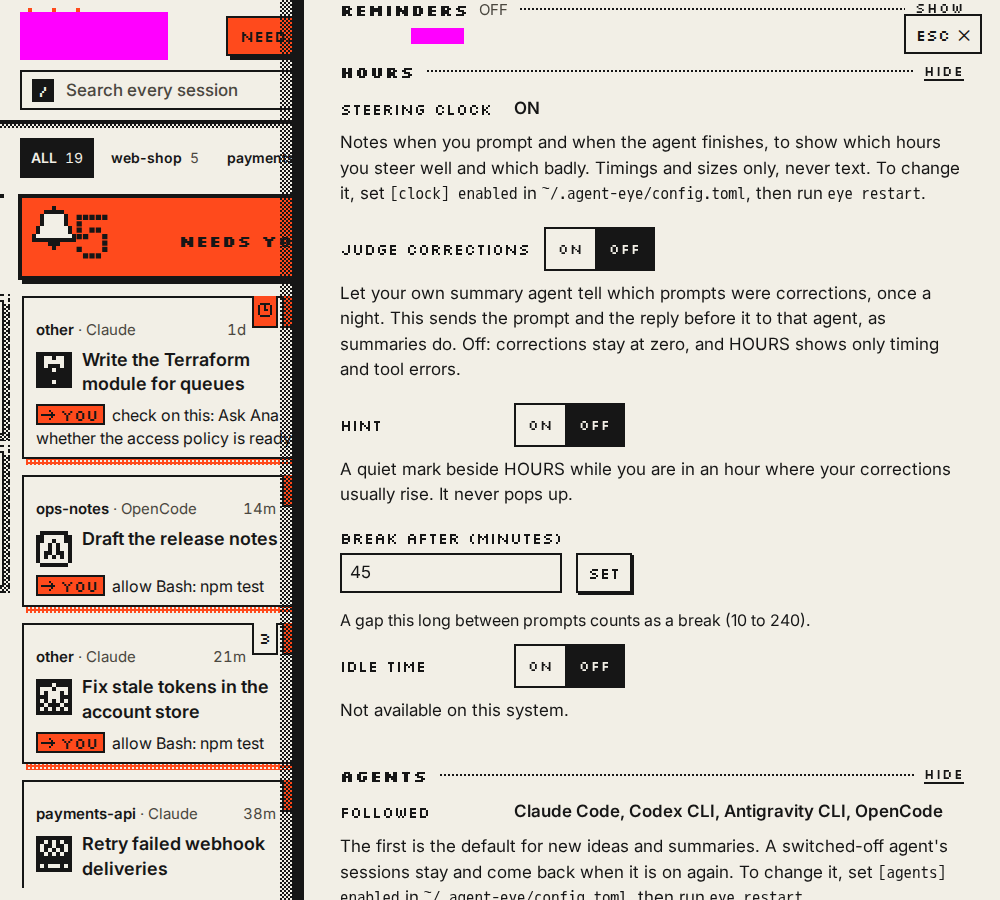 NEED
Search every session
ALL 19
web-shop 5
payment
5
NEEDS YO
other · Claude 1d
Write the Terraform
module for queues
→ YOU check on this: Ask Ana
whether the access policy is ready
ops-notes · OpenCode 14m
Draft the release notes
→ YOU allow Bash: npm test
3
other · Claude 21m
Fix stale tokens in the
account store
→ YOU allow Bash: npm test
payments-api · Claude 38m
Retry failed webhook
deliveries
REMINDERS OFF SHOW
ESC ×
HOURS HIDE
STEERING CLOCK ON
Notes when you prompt and when the agent finishes, to show which hours
you steer well and which badly. Timings and sizes only, never text. To change
it, set [clock] enabled in ~/.agent-eye/config.toml, then run eye restart.
JUDGE CORRECTIONS ON OFF
Let your own summary agent tell which prompts were corrections, once a
night. This sends the prompt and the reply before it to that agent, as
summaries do. Off: corrections stay at zero, and HOURS shows only timing
and tool errors.
HINT ON OFF
A quiet mark beside HOURS while you are in an hour where your corrections
usually rise. It never pops up.
BREAK AFTER (MINUTES)
45 SET
A gap this long between prompts counts as a break (10 to 240).
IDLE TIME ON OFF
Not available on this system.
AGENTS HIDE
FOLLOWED Claude Code, Codex CLI, Antigravity CLI, OpenCode
The first is the default for new ideas and summaries. A switched-off agent's
sessions stay and come back when it is on again. To change it, set [agents]
enabled in ~/.agent-eye/config.toml, then run eye restart.